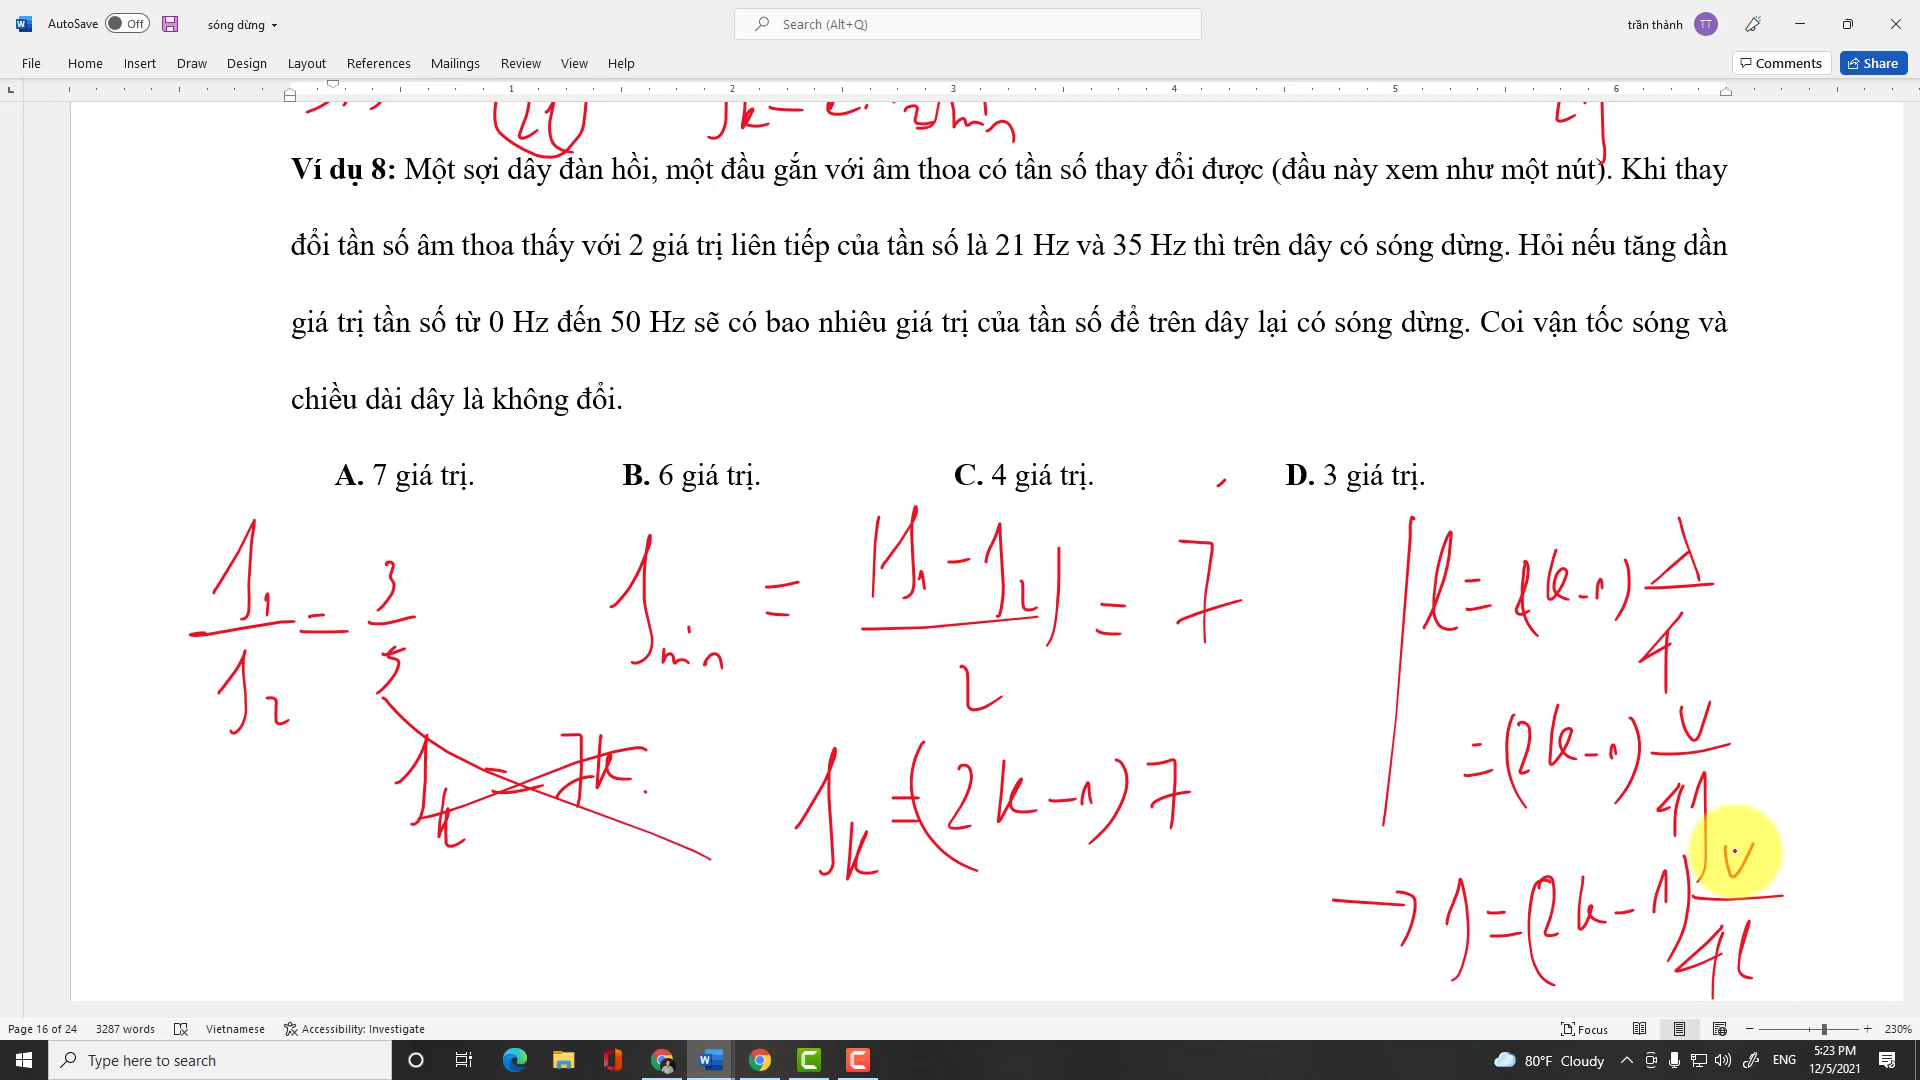 AutoSave Off sóng dừng Search (Alt+Q) trần thành TT
File Home Insert Draw Design Layout References Mailings Review View Help Comments Share
1 2 3 4 5 6
Ví dụ 8: Một sợi dây đàn hồi, một đầu gắn với âm thoa có tần số thay đổi được (đầu này xem như một nút). Khi thay
đổi tần số âm thoa thấy với 2 giá trị liên tiếp của tần số là 21 Hz và 35 Hz thì trên dây có sóng dừng. Hỏi nếu tăng dần
giá trị tần số từ 0 Hz đến 50 Hz sẽ có bao nhiêu giá trị của tần số để trên dây lại có sóng dừng. Coi vận tốc sóng và
chiều dài dây là không đổi.
A. 7 giá trị. B. 6 giá trị. C. 4 giá trị. D. 3 giá trị.
f1/f2 = 3/5
fmin = |f1 - f2|/2 = 7
fk = 7k.
fk = (2k-1)7
l = (2k-1) λ/4
= (2k-1) v/4f
→ f = (2k-1) v/4l
Page 16 of 24 3287 words Vietnamese Accessibility: Investigate Focus 230%
Type here to search 80°F Cloudy ENG 5:23 PM
12/5/2021